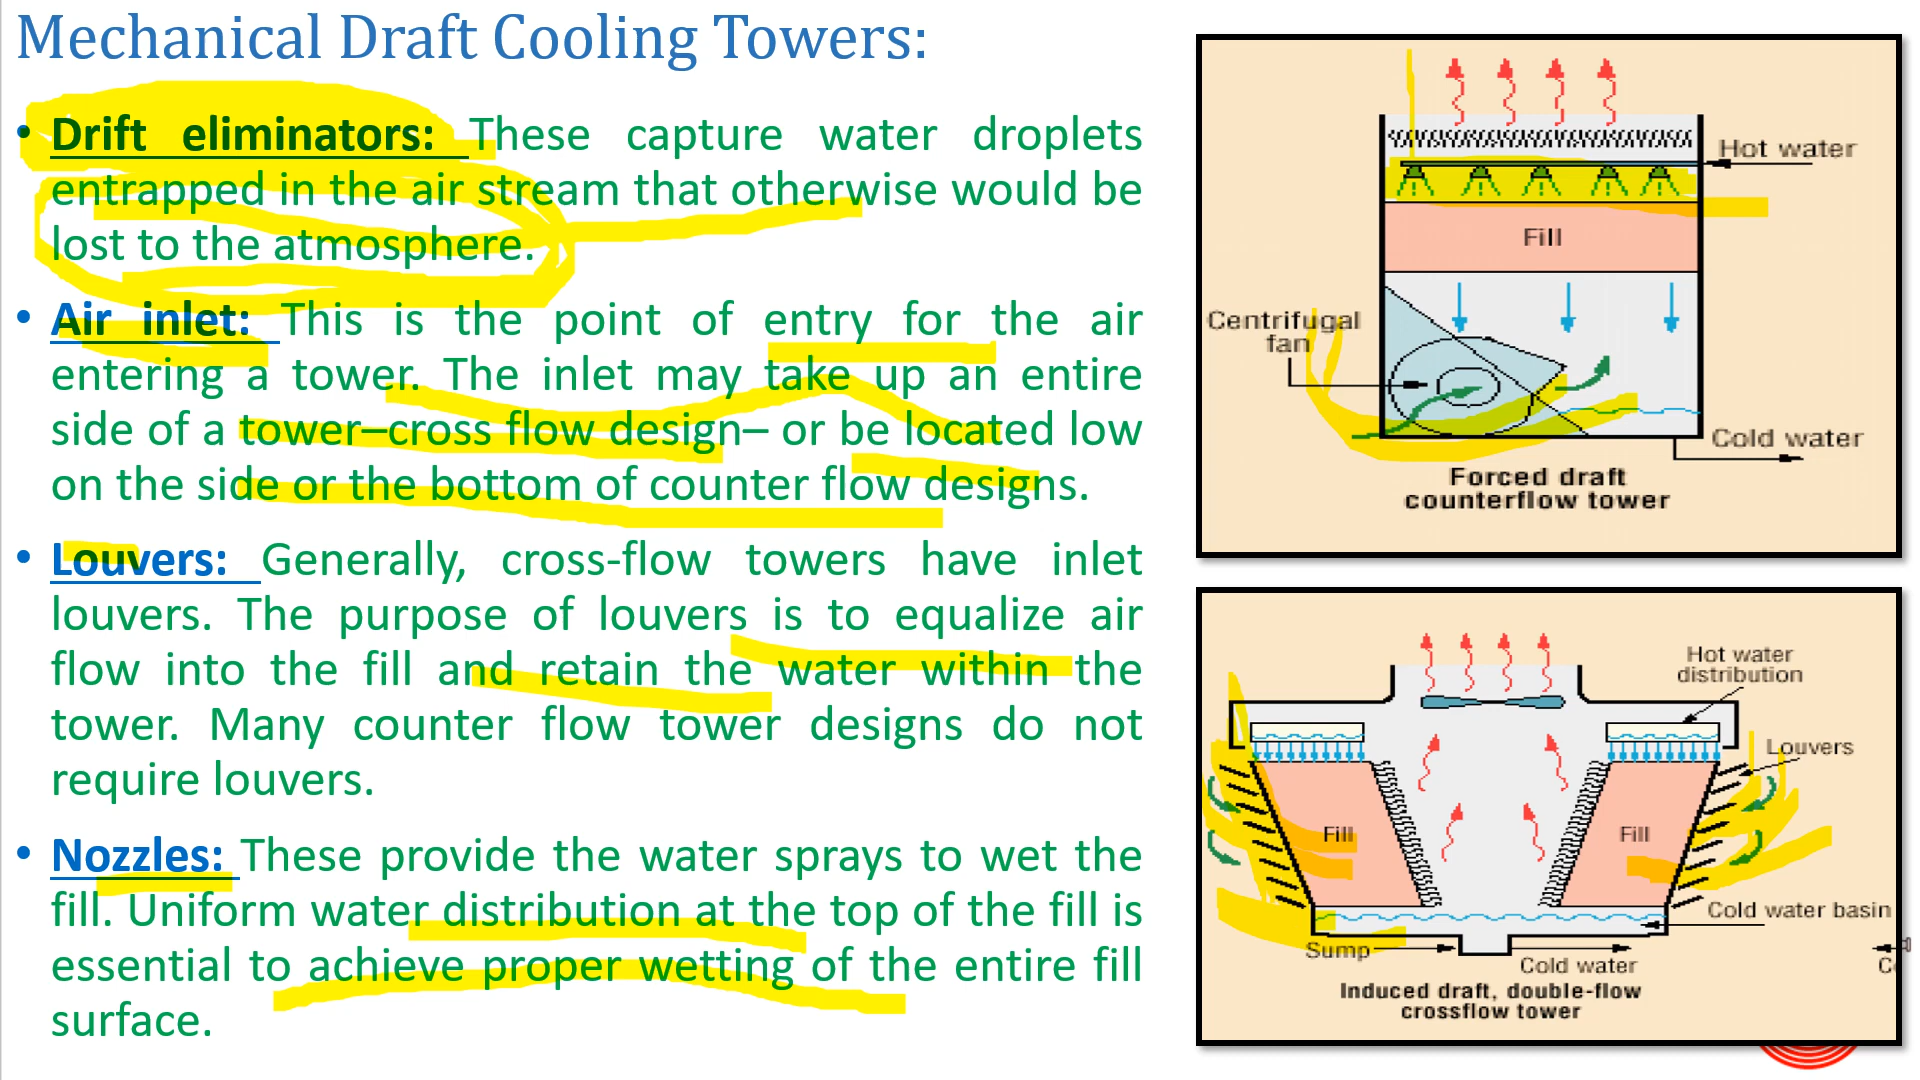 Mechanical Draft Cooling Towers:
• Drift eliminators: These capture water droplets
entrapped in the air stream that otherwise would be
lost to the atmosphere.
• Air inlet: This is the point of entry for the air
entering a tower. The inlet may take up an entire
side of a tower–cross flow design– or be located low
on the side or the bottom of counter flow designs.
• Louvers: Generally, cross-flow towers have inlet
louvers. The purpose of louvers is to equalize air
flow into the fill and retain the water within the
tower. Many counter flow tower designs do not
require louvers.
• Nozzles: These provide the water sprays to wet the
fill. Uniform water distribution at the top of the fill is
essential to achieve proper wetting of the entire fill
surface.
Hot water
Fill
Centrifugal
fan
Cold water
Forced draft
counterflow tower
Hot water
distribution
Louvers
Fill
Fill
Cold water basin
Sump
Cold water
Induced draft, double-flow
crossflow tower